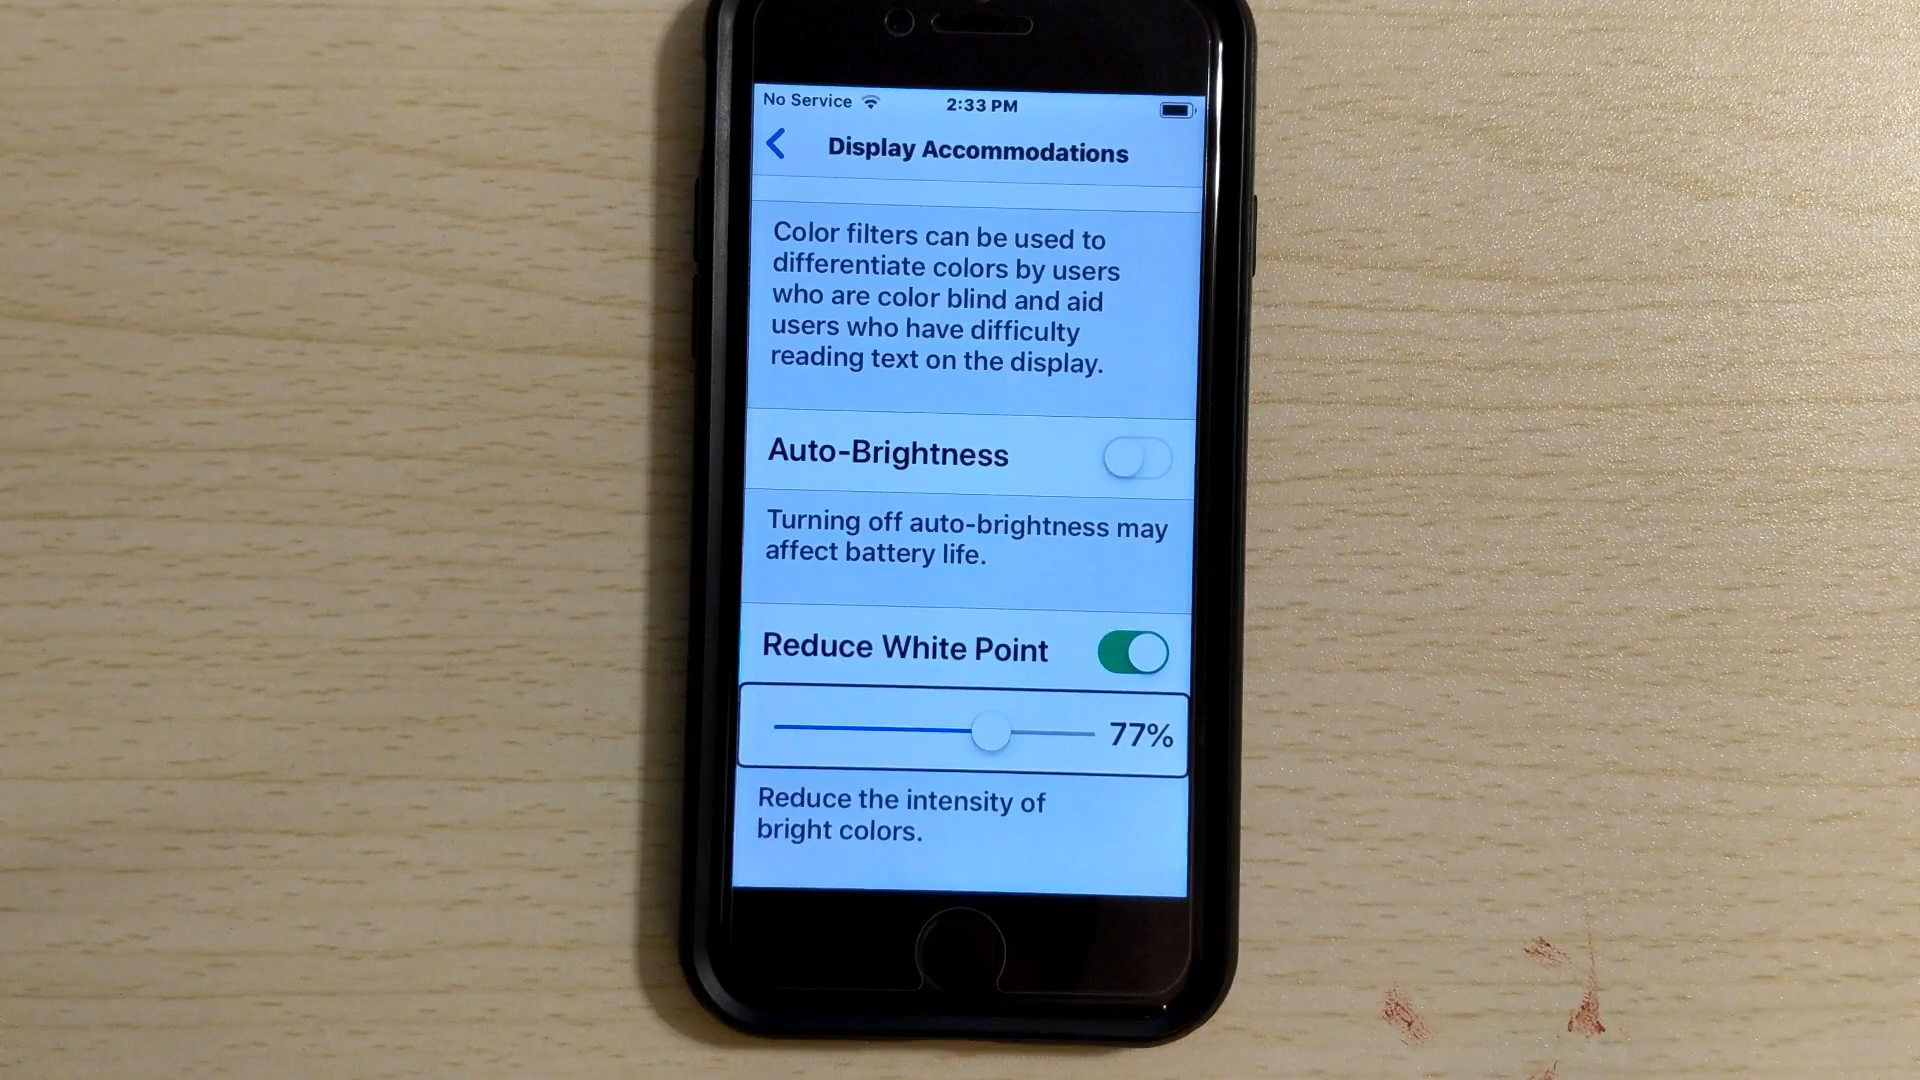 No Service 2:33 PM
Display Accommodations
Color filters can be used to
differentiate colors by users
who are color blind and aid
users who have difficulty
reading text on the display.
Auto-Brightness
Turning off auto-brightness may
affect battery life.
Reduce White Point
77%
Reduce the intensity of
bright colors.